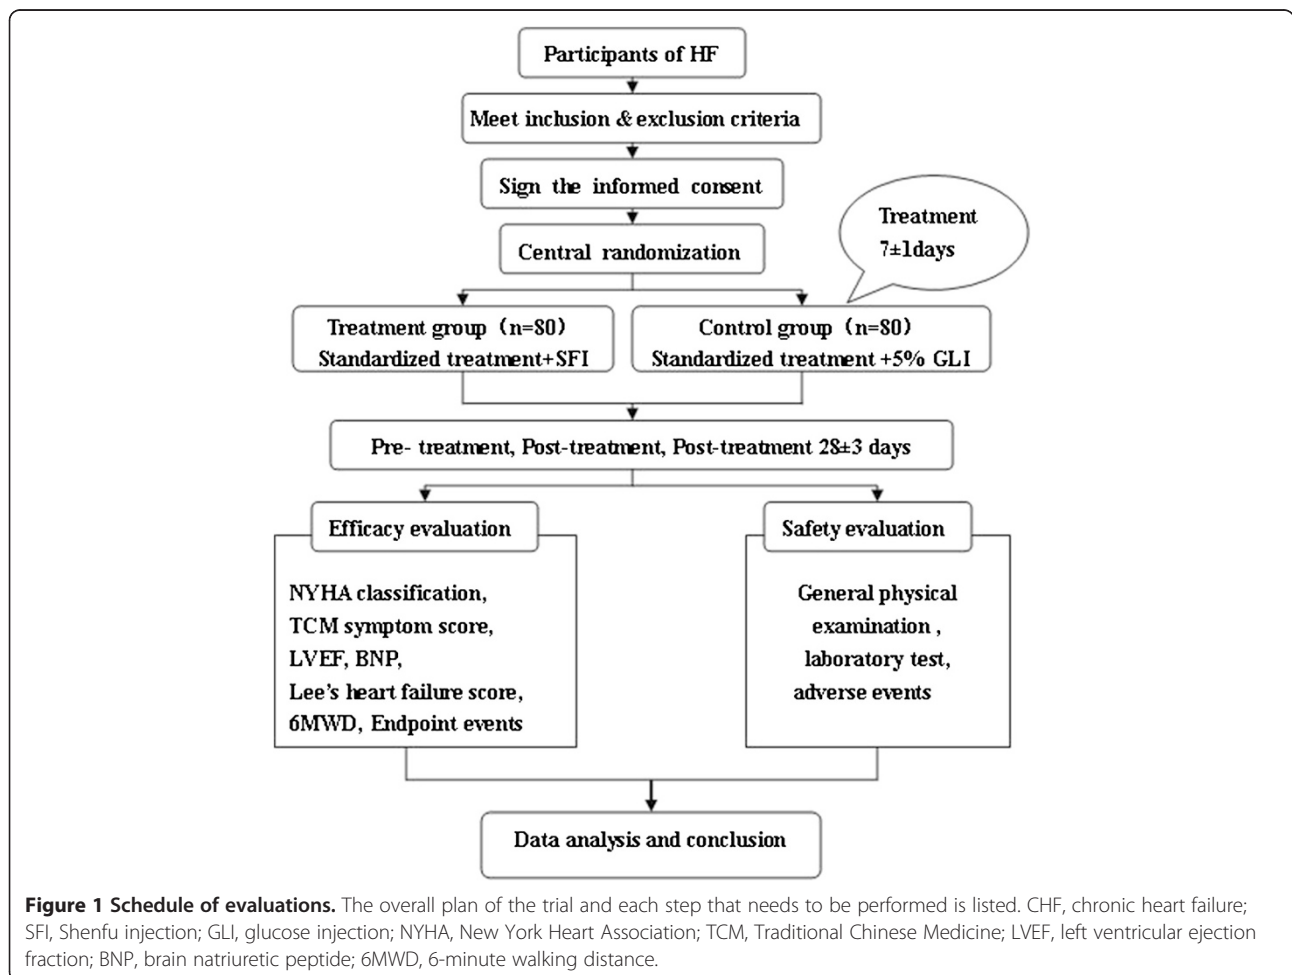 Participants of HF
Meet inclusion & exclusion criteria
Sign the informed consent
Treatment
7±1days
Central randomization
Treatment group (n=80)
Standardized treatment+SFI
Control group (n=80)
Standardized treatment +5% GLI
Pre- treatment, Post-treatment, Post-treatment 28±3 days
Efficacy evaluation
NYHA classification,
TCM symptom score,
LVEF, BNP,
Lee's heart failure score,
6MWD, Endpoint events
Safety evaluation
General physical
examination ,
laboratory test,
adverse events
Data analysis and conclusion
Figure 1 Schedule of evaluations. The overall plan of the trial and each step that needs to be performed is listed. CHF, chronic heart failure;
SFI, Shenfu injection; GLI, glucose injection; NYHA, New York Heart Association; TCM, Traditional Chinese Medicine; LVEF, left ventricular ejection
fraction; BNP, brain natriuretic peptide; 6MWD, 6-minute walking distance.